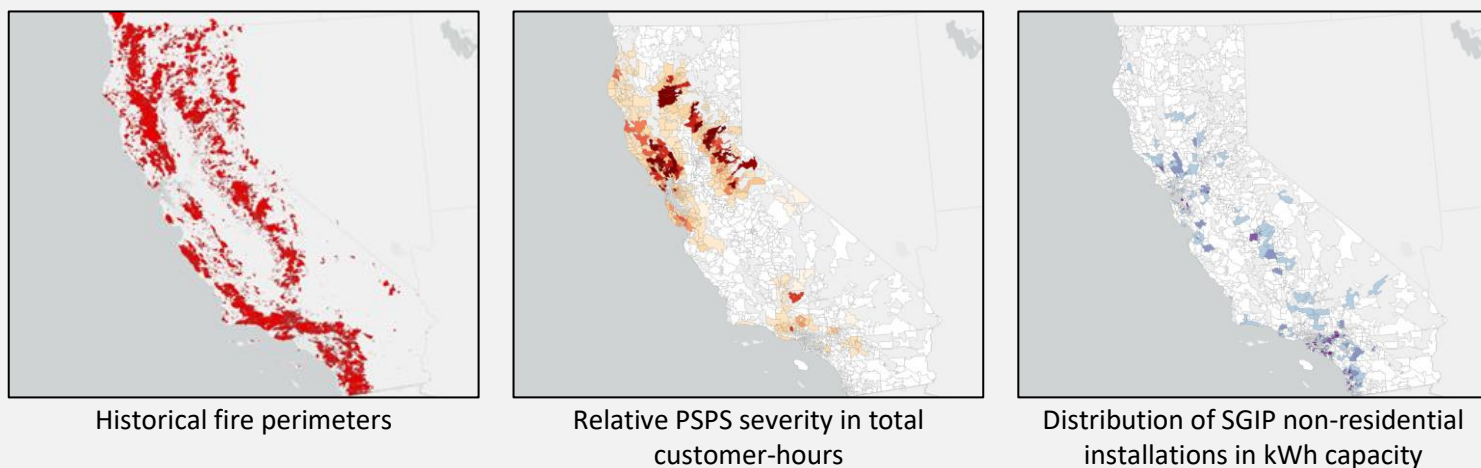 Historical fire perimeters
Relative PSPS severity in total
customer-hours
Distribution of SGIP non-residential
installations in kWh capacity